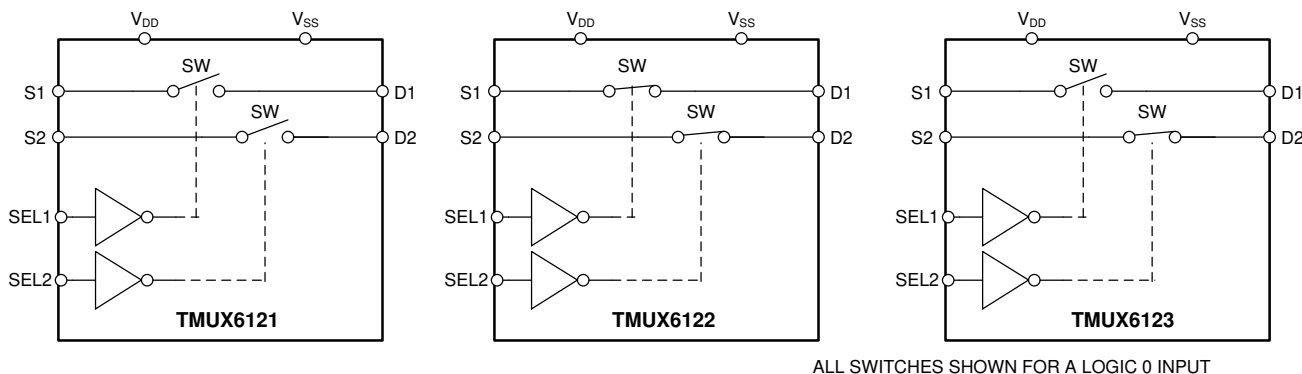 VDD VSS
SW
S1 D1
SW
S2 D2
SEL1
SEL2
TMUX6121
VDD VSS
SW
S1 D1
SW
S2 D2
SEL1
SEL2
TMUX6122
VDD VSS
SW
S1 D1
SW
S2 D2
SEL1
SEL2
TMUX6123
ALL SWITCHES SHOWN FOR A LOGIC 0 INPUT